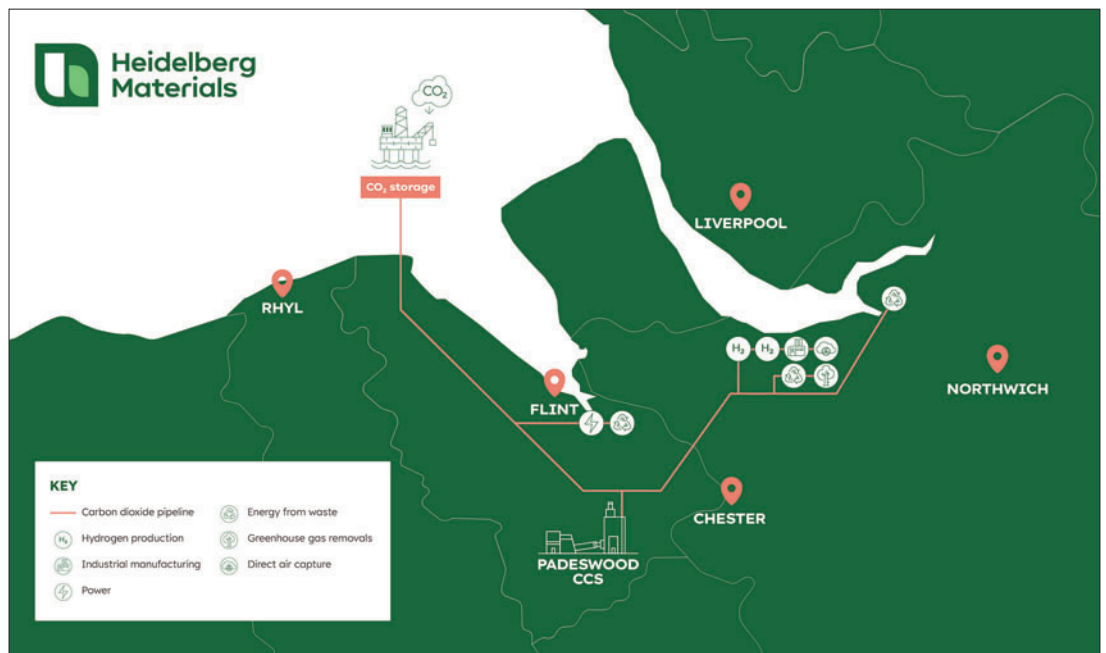 Heidelberg
Materials
CO₂
CO₂ storage
LIVERPOOL
RHYL
H₂
H₂
NORTHWICH
FLINT
CHESTER
PADESWOOD
CCS
KEY
Carbon dioxide pipeline
Energy from waste
H₂
Hydrogen production
Greenhouse gas removals
Industrial manufacturing
Direct air capture
Power